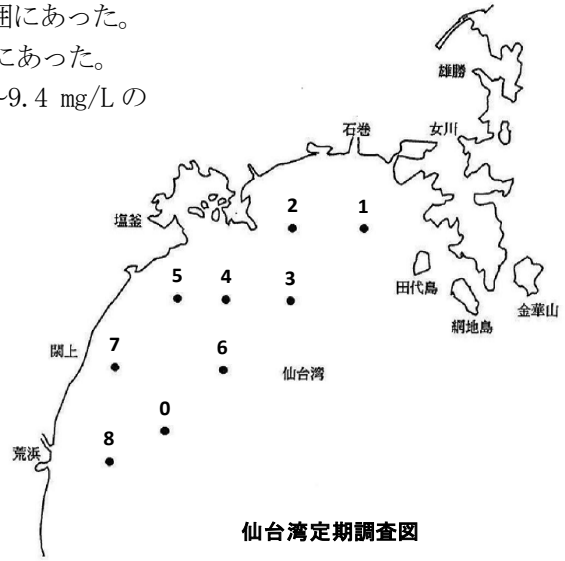 囲にあった。
にあった。
~9.4 mg/L の
雄勝
石巻
女川
塩釜
2
1
5
4
3
田代島
金華山
網地島
閖上
7
6
仙台湾
0
荒浜
8
仙台湾定期調査図